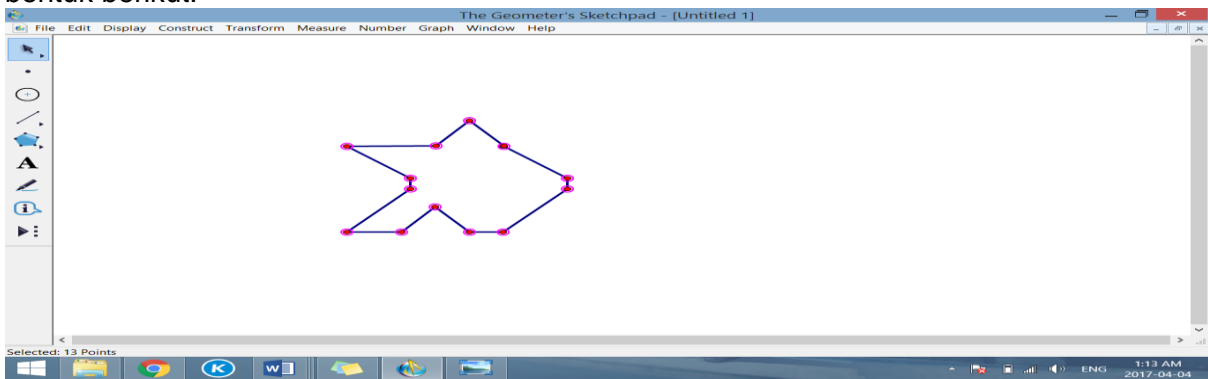 The Geometer's Sketchpad - [Untitled 1]
File Edit Display Construct Transform Measure Number Graph Window Help
A
Selected: 13 Points
K
W
ENG
1:13 AM
2017-04-04